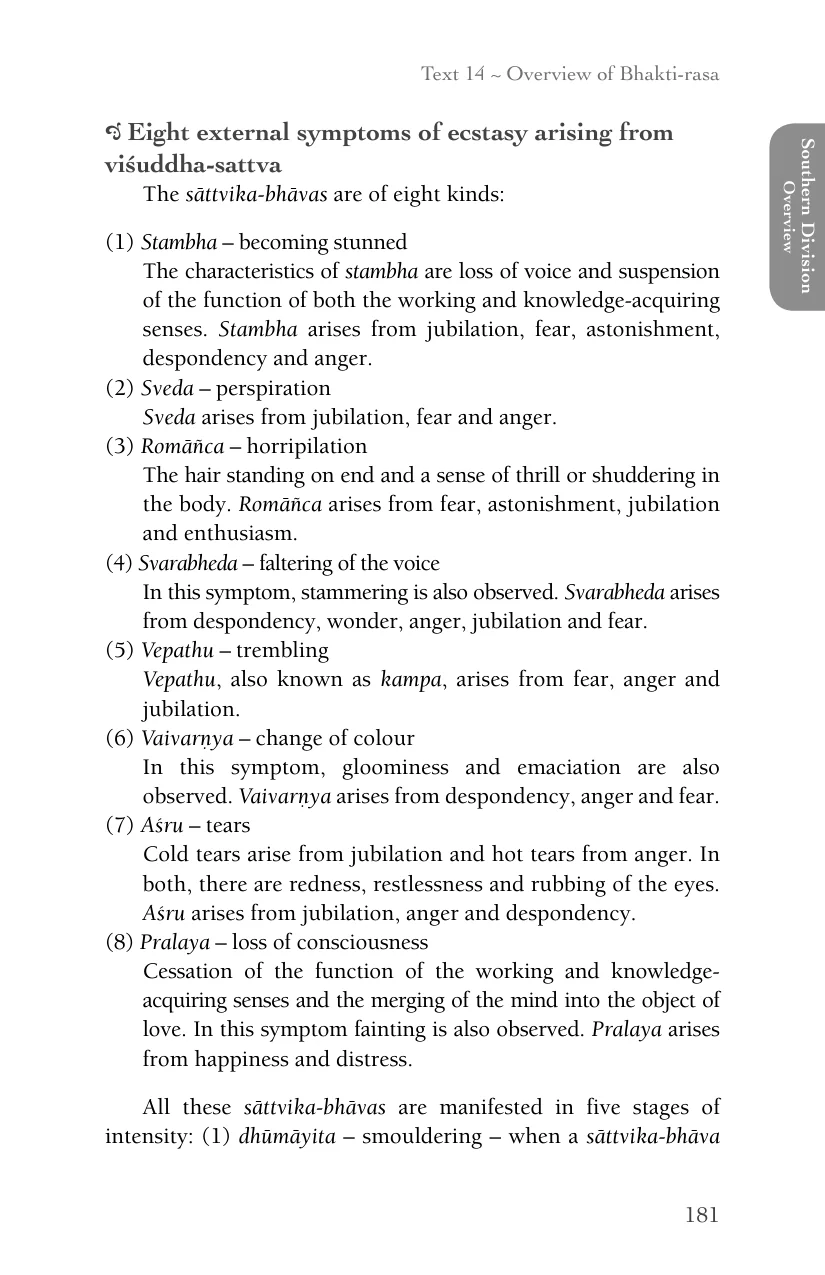 Text 14 ~ Overview of Bhakti-rasa
Eight external symptoms of ecstasy arising from
viśuddha-sattva
The sāttvika-bhāvas are of eight kinds:
(1) Stambha – becoming stunned
The characteristics of stambha are loss of voice and suspension
of the function of both the working and knowledge-acquiring
senses. Stambha arises from jubilation, fear, astonishment,
despondency and anger.
(2) Sveda – perspiration
Sveda arises from jubilation, fear and anger.
(3) Romāñca – horripilation
The hair standing on end and a sense of thrill or shuddering in
the body. Romāñca arises from fear, astonishment, jubilation
and enthusiasm.
(4) Svarabheda – faltering of the voice
In this symptom, stammering is also observed. Svarabheda arises
from despondency, wonder, anger, jubilation and fear.
(5) Vepathu – trembling
Vepathu, also known as kampa, arises from fear, anger and
jubilation.
(6) Vaivarṇya – change of colour
In this symptom, gloominess and emaciation are also
observed. Vaivarṇya arises from despondency, anger and fear.
(7) Aśru – tears
Cold tears arise from jubilation and hot tears from anger. In
both, there are redness, restlessness and rubbing of the eyes.
Aśru arises from jubilation, anger and despondency.
(8) Pralaya – loss of consciousness
Cessation of the function of the working and knowledge-
acquiring senses and the merging of the mind into the object of
love. In this symptom fainting is also observed. Pralaya arises
from happiness and distress.
All these sāttvika-bhāvas are manifested in five stages of
intensity: (1) dhūmāyita – smouldering – when a sāttvika-bhāva
181
Southern Division
Overview